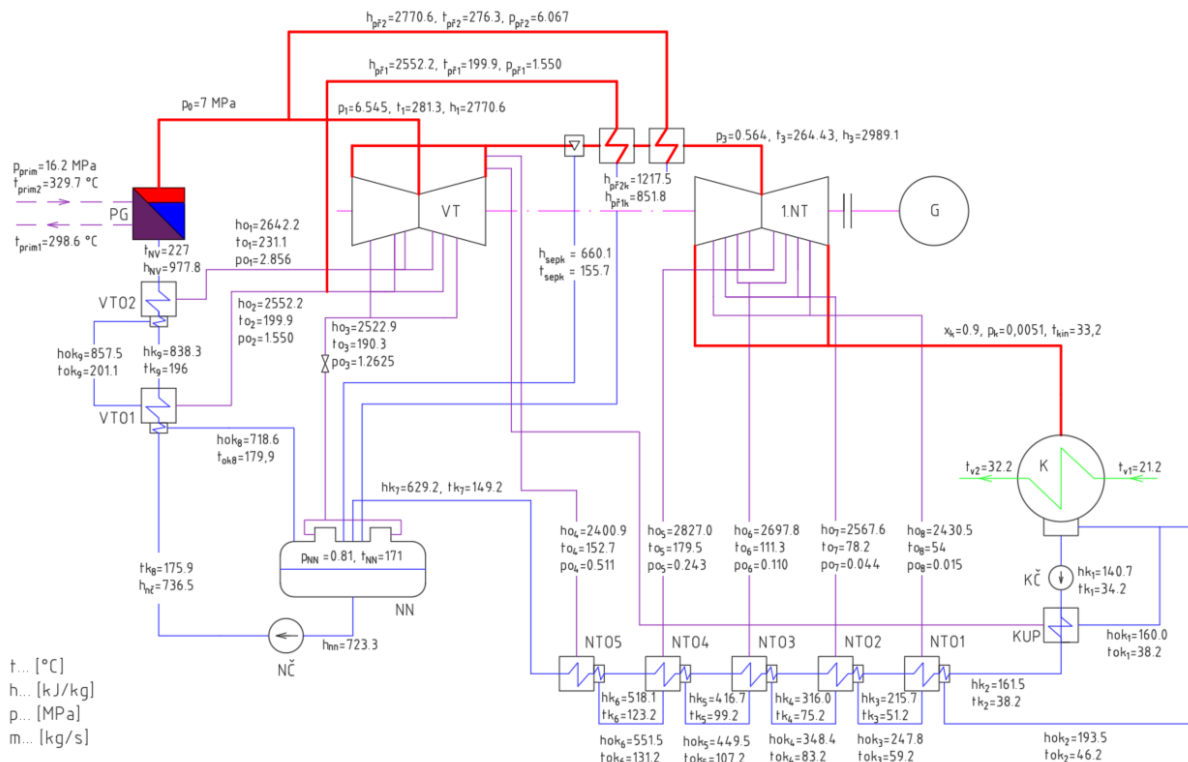 h_př2=2770.6, t_př2=276.3, p_př2=6.067
h_př1=2552.2, t_př1=199.9, p_př1=1.550
p₀=7 MPa
p₁=6.545, t₁=281.3, h₁=2770.6
p₃=0.564, t₃=264.43, h₃=2989.1
p_prim=16.2 MPa
t_prim2=329.7 °C
PG
t_prim1=298.6 °C
VT
h_př2k=1217.5
h_př1k=851.8
1.NT
G
t_NV=227
h_NV=977.8
ho₁=2642.2
to₁=231.1
po₁=2.856
h_sepk = 660.1
t_sepk = 155.7
VTO2
ho₂=2552.2
to₂=199.9
po₂=1.550
ho₃=2522.9
to₃=190.3
po₃=1.2625
x_k=0.9, p_k=0,0051, t_kin=33,2
hok₉=857.5
tok₉=201.1
hk₉=838.3
tk₉=196
VTO1
hok₈=718.6
t_ok8=179,9
K
t_v2=32.2
t_v1=21.2
hk₇=629.2, tk₇=149.2
p_NN =0.81, t_NN=171
NN
tk₈=175.9
h_nč=736.5
h_nn=723.3
NČ
ho₄=2400.9
to₄=152.7
po₄=0.511
ho₅=2827.0
to₅=179.5
po₅=0.243
ho₆=2697.8
to₆=111.3
po₆=0.110
ho₇=2567.6
to₇=78.2
po₇=0.044
ho₈=2430.5
to₈=54
po₈=0.015
KČ
hk₁=140.7
tk₁=34.2
KUP
hok₁=160.0
tok₁=38.2
NTO5
NTO4
NTO3
NTO2
NTO1
hk₆=518.1
tk₆=123.2
hk₅=416.7
tk₅=99.2
hk₄=316.0
tk₄=75.2
hk₃=215.7
tk₃=51.2
hk₂=161.5
tk₂=38.2
hok₆=551.5
tok₆=131.2
hok₅=449.5
tok₅=107.2
hok₄=348.4
tok₄=83.2
hok₃=247.8
tok₃=59.2
hok₂=193.5
tok₂=46.2
t... [°C]
h... [kJ/kg]
p... [MPa]
m... [kg/s]